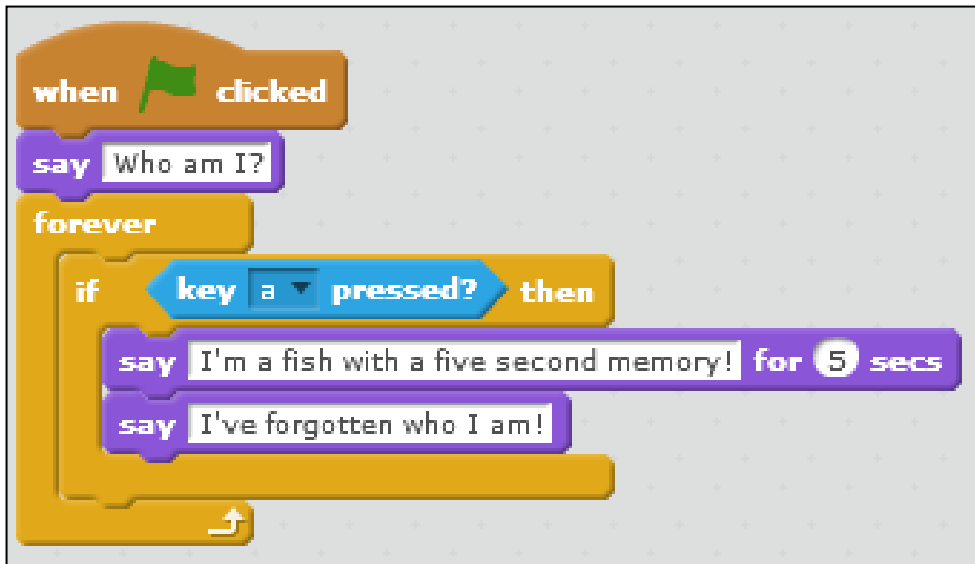 when clicked
say Who am I?
forever
if key a pressed? then
say I'm a fish with a five second memory! for 5 secs
say I've forgotten who I am!